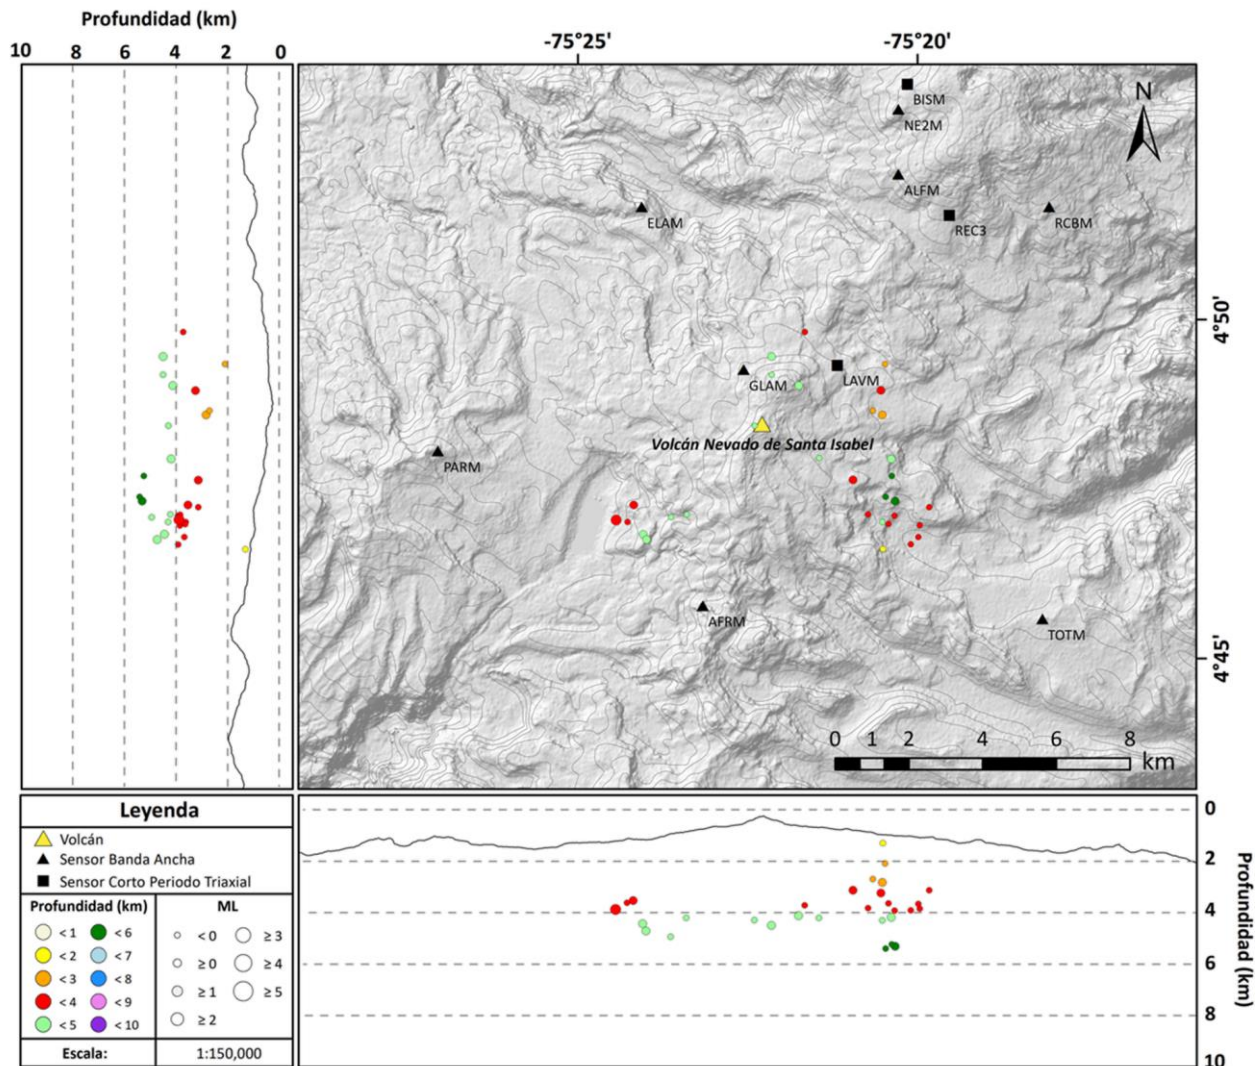 Profundidad (km)
10 8 6 4 2 0
-75°25' -75°20'
N
BISM
NE2M
ALFM
ELAM
REC3
RCBM
4°50'
GLAM
LAVM
Volcán Nevado de Santa Isabel
PARM
AFRM
TOTM
4°45'
0 1 2 4 6 8
km
Leyenda
Volcán
Sensor Banda Ancha
Sensor Corto Periodo Triaxial
Profundidad (km)
< 1 < 6
< 2 < 7
< 3 < 8
< 4 < 9
< 5 < 10
ML
< 0 ≥ 3
≥ 0 ≥ 4
≥ 1 ≥ 5
≥ 2
Escala: 1:150,000
0
2
4
6
8
10
Profundidad (km)